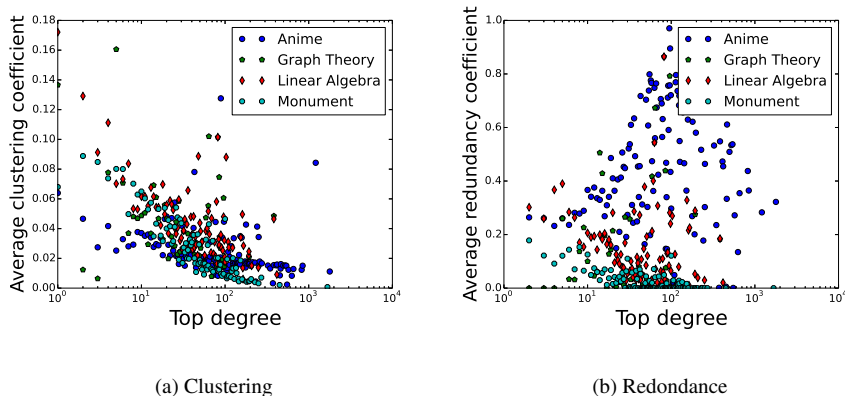 Average clustering coefficient
0.18
0.16
0.14
0.12
0.10
0.08
0.06
0.04
0.02
0.00
10^0
10^1
10^2
10^3
10^4
Top degree
Anime
Graph Theory
Linear Algebra
Monument
(a) Clustering
Average redundancy coefficient
1.0
0.8
0.6
0.4
0.2
0.0
10^0
10^1
10^2
10^3
10^4
Top degree
Anime
Graph Theory
Linear Algebra
Monument
(b) Redondance